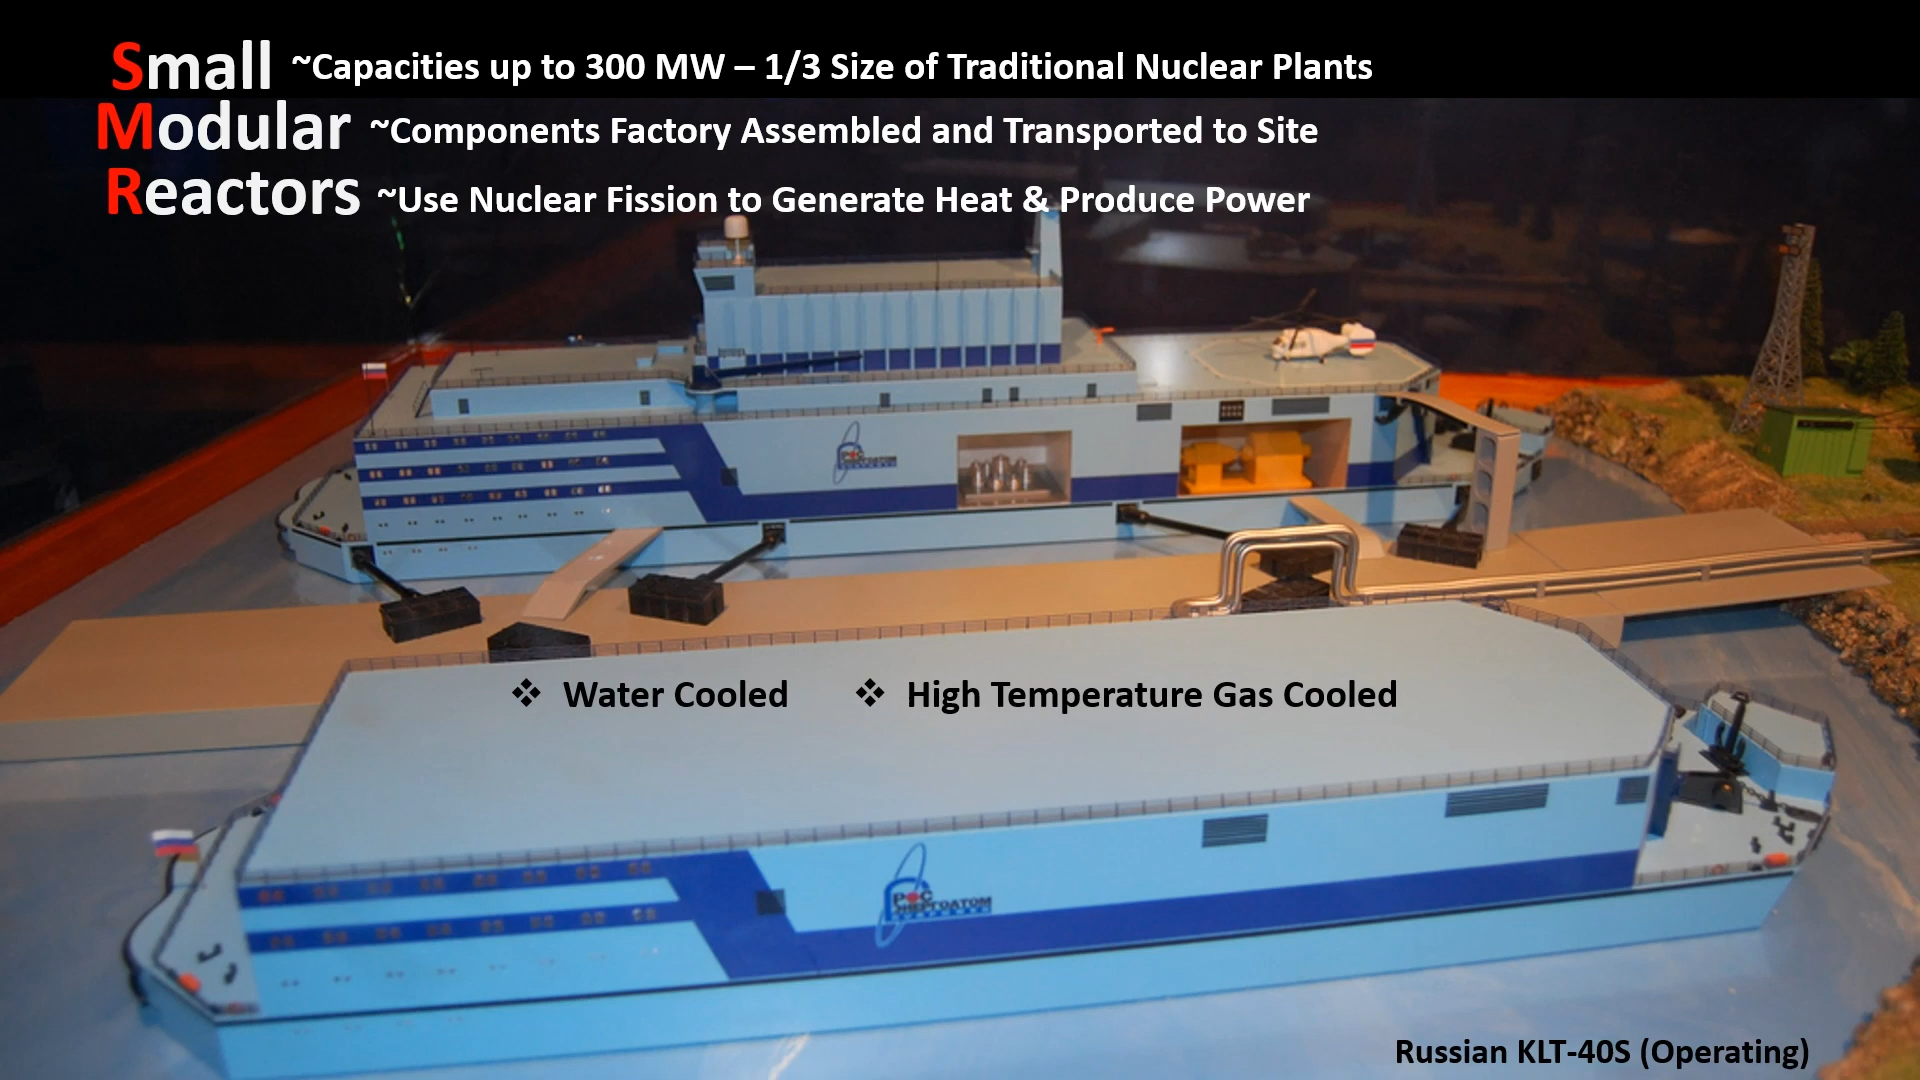 Small ~Capacities up to 300 MW – 1/3 Size of Traditional Nuclear Plants
Modular ~Components Factory Assembled and Transported to Site
Reactors ~Use Nuclear Fission to Generate Heat & Produce Power
❖ Water Cooled ❖ High Temperature Gas Cooled
РОС
ЭНЕРГОАТОМ
Russian KLT-40S (Operating)